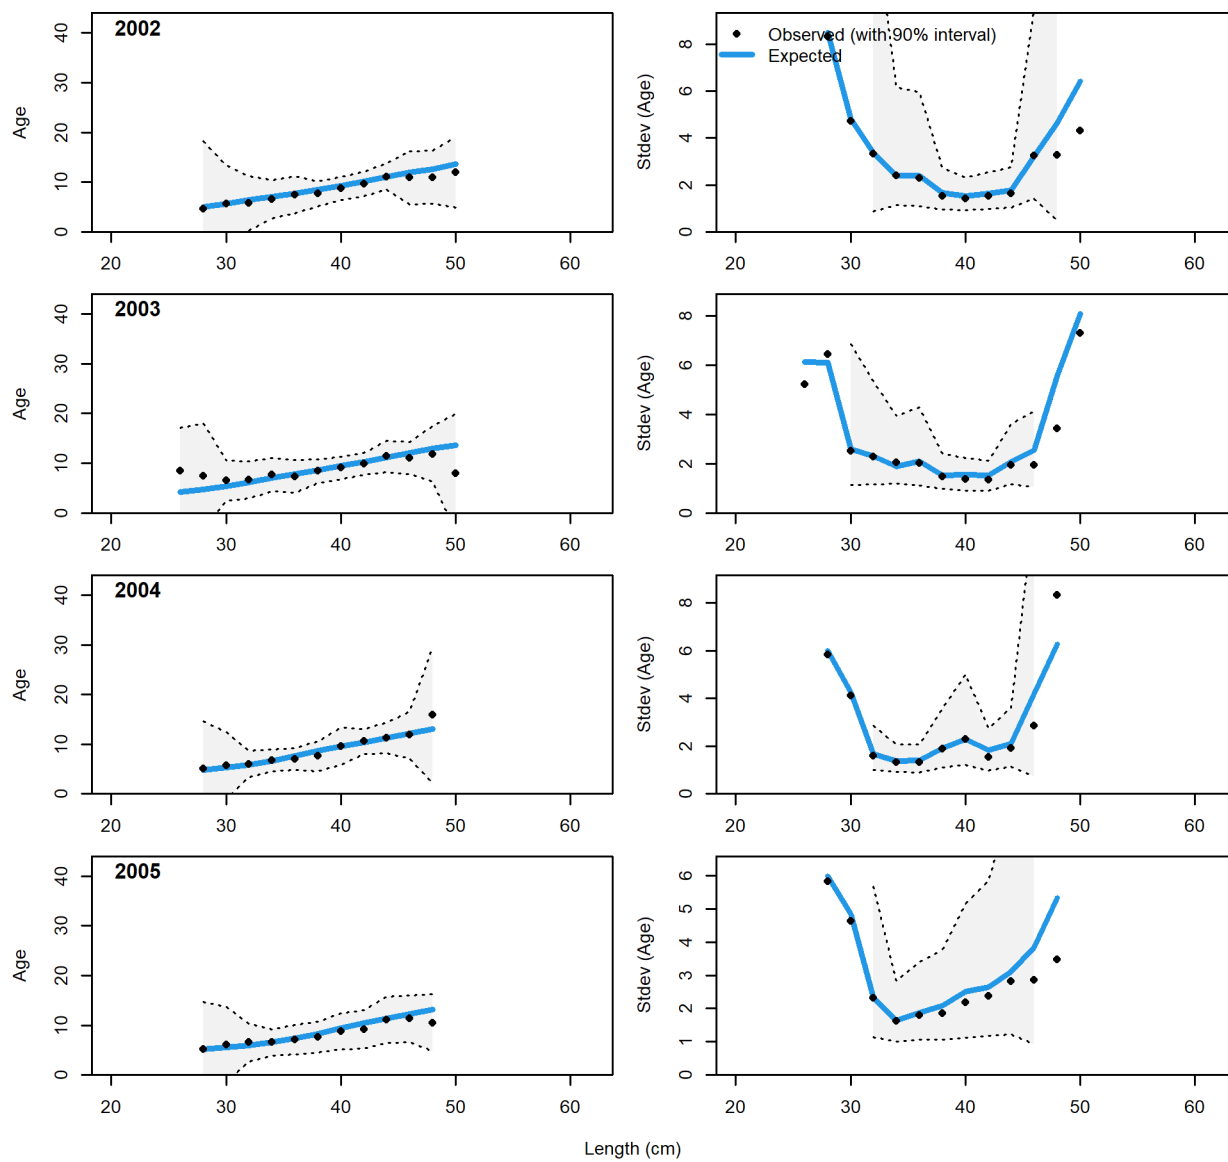 2002
Observed (with 90% interval)
Expected
Age
0 10 20 30 40
20 30 40 50 60
Stdev (Age)
0 2 4 6 8
20 30 40 50 60
2003
Age
0 10 20 30 40
20 30 40 50 60
Stdev (Age)
0 2 4 6 8
20 30 40 50 60
2004
Age
0 10 20 30 40
20 30 40 50 60
Stdev (Age)
0 2 4 6 8
20 30 40 50 60
2005
Age
0 10 20 30 40
20 30 40 50 60
Stdev (Age)
0 1 2 3 4 5 6
20 30 40 50 60
Length (cm)